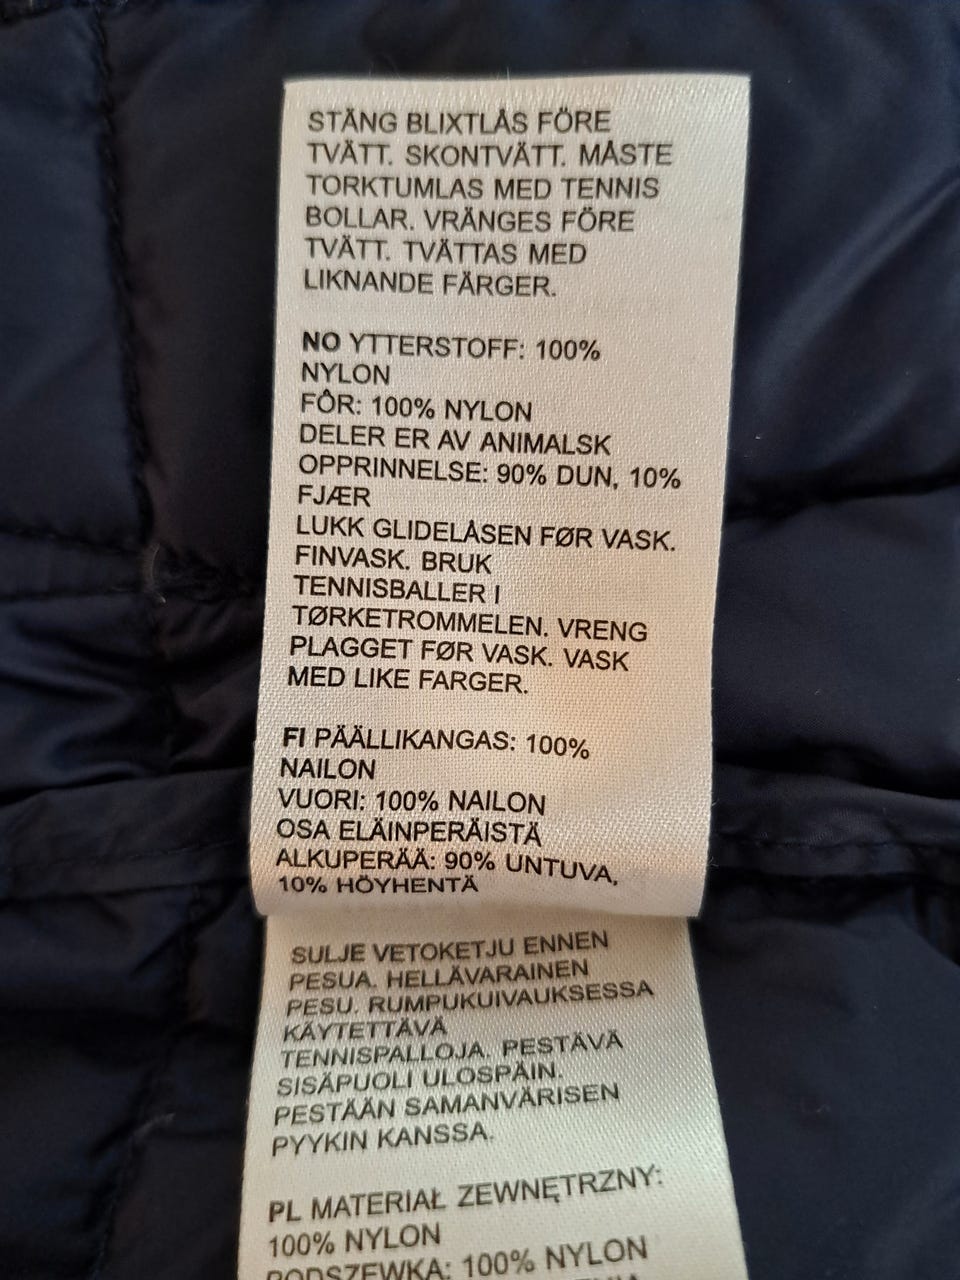 STÄNG BLIXTLÅS FÖRE
TVÄTT. SKONTVÄTT. MÅSTE
TORKTUMLAS MED TENNIS
BOLLAR. VRÄNGES FÖRE
TVÄTT. TVÄTTAS MED
LIKNANDE FÄRGER.
NO YTTERSTOFF: 100%
NYLON
FÔR: 100% NYLON
DELER ER AV ANIMALSK
OPPRINNELSE: 90% DUN, 10%
FJÆR
LUKK GLIDELÅSEN FØR VASK.
FINVASK. BRUK
TENNISBALLER I
TØRKETROMMELEN. VRENG
PLAGGET FØR VASK. VASK
MED LIKE FARGER.
FI PÄÄLLIKANGAS: 100%
NAILON
VUORI: 100% NAILON
OSA ELÄINPERÄISTÄ
ALKUPERÄÄ: 90% UNTUVA,
10% HÖYHENTÄ
SULJE VETOKETJU ENNEN
PESUA. HELLÄVARAINEN
PESU. RUMPUKUIVAUKSESSA
KÄYTETTÄVÄ
TENNISPALLOJA. PESTÄVÄ
SISÄPUOLI ULOSPÄIN.
PESTÄÄN SAMANVÄRISEN
PYYKIN KANSSA.
PL MATERIAŁ ZEWNĘTRZNY:
100% NYLON
PODSZEWKA: 100% NYLON